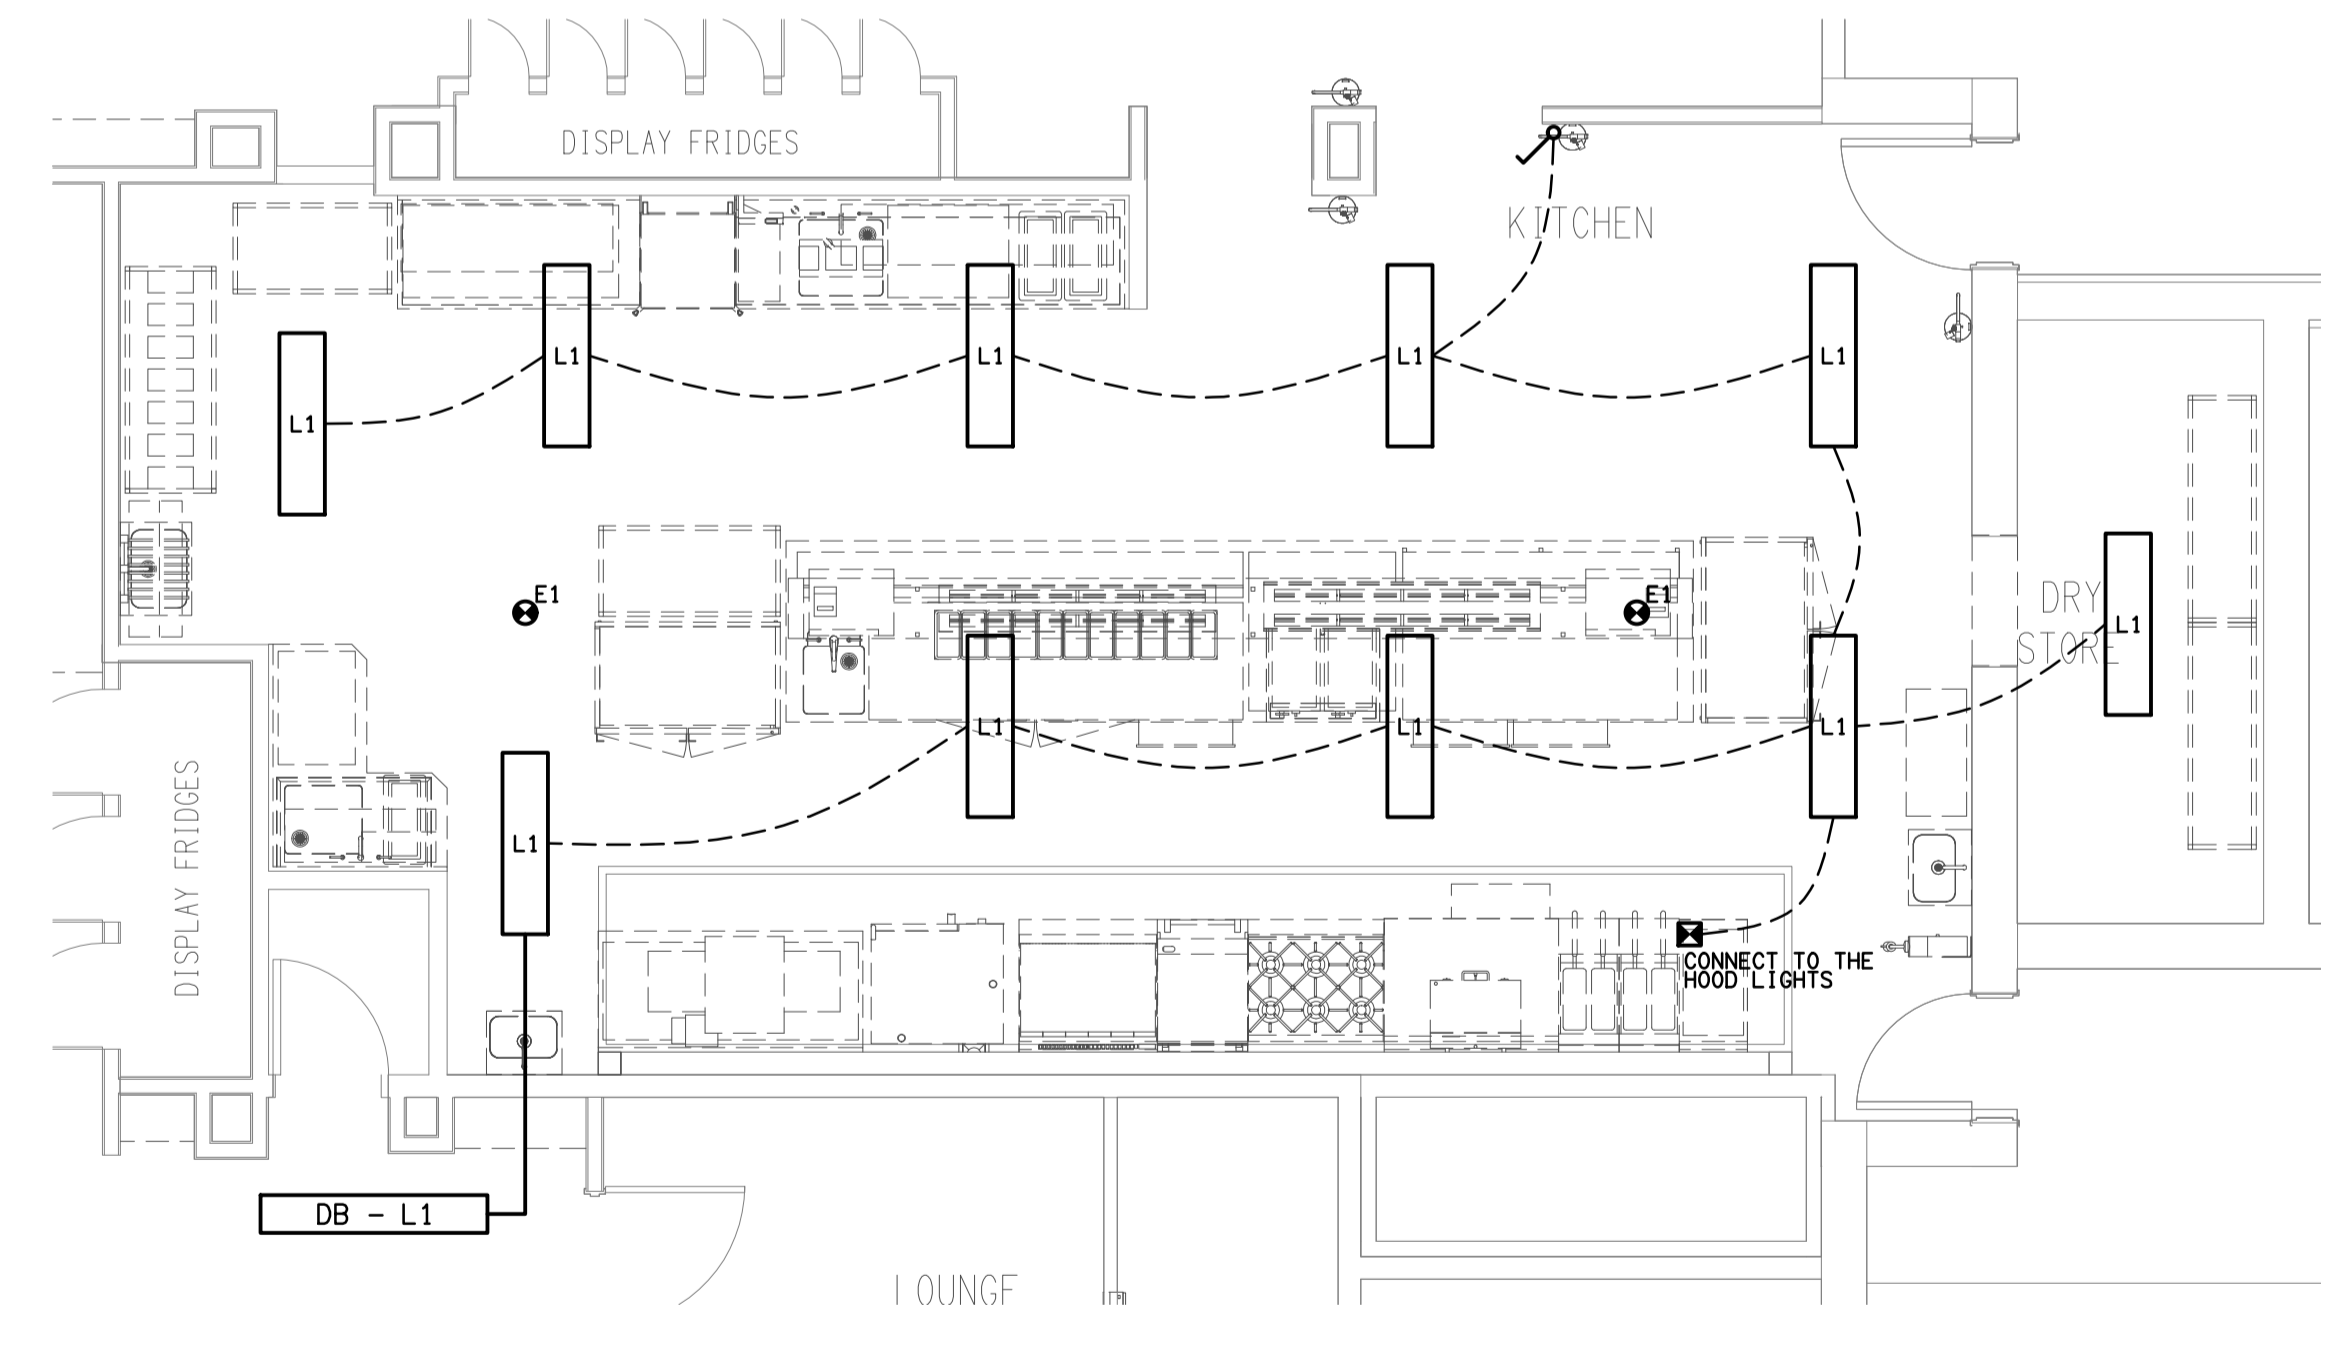 DISPLAY FRIDGES
KITCHEN
L1
L1
L1
L1
L1
E1
E1
DRY
STORE
L1
L1
L1
L1
L1
DISPLAY FRIDGES
CONNECT TO THE
HOOD LIGHTS
DB - L1
LOUNGE